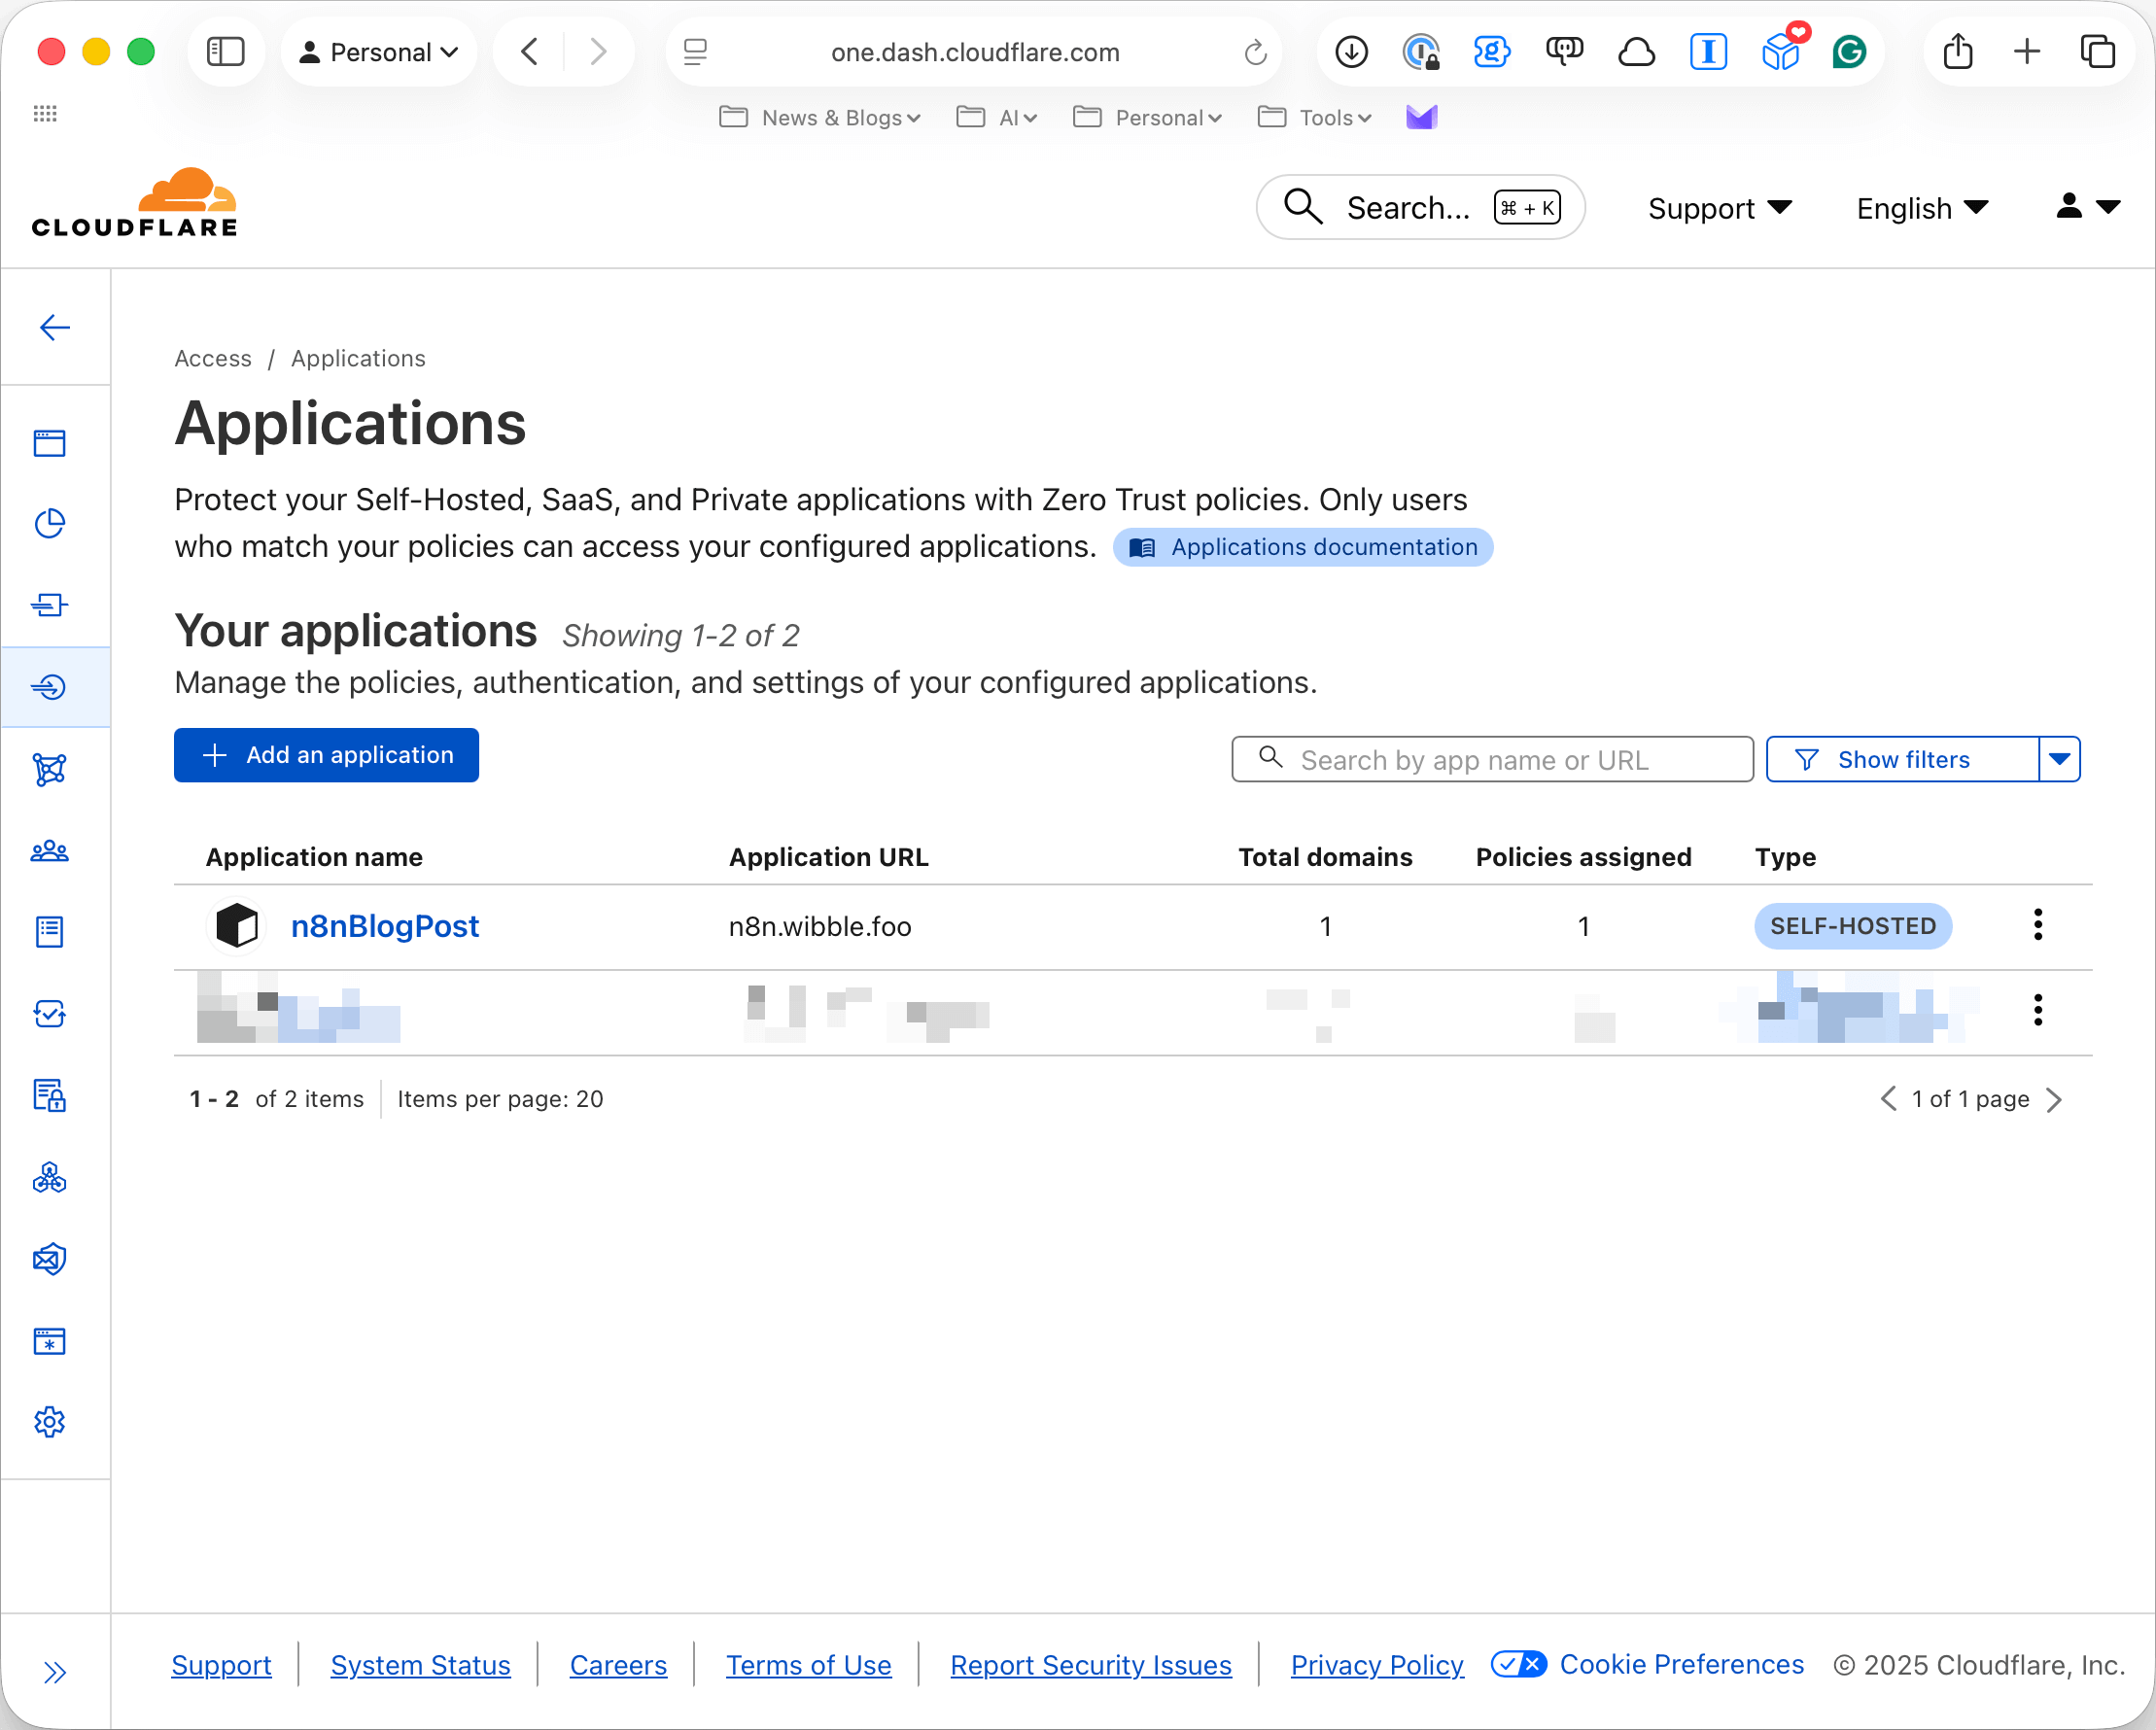 Personal
one.dash.cloudflare.com
News & Blogs
AI
Personal
Tools
CLOUDFLARE
Search...
⌘ + K
Support
English
Access / Applications
Applications
Protect your Self-Hosted, SaaS, and Private applications with Zero Trust policies. Only users
who match your policies can access your configured applications.
Applications documentation
Your applications Showing 1-2 of 2
Manage the policies, authentication, and settings of your configured applications.
Add an application
Search by app name or URL
Show filters
Application name Application URL Total domains Policies assigned Type
n8nBlogPost n8n.wibble.foo 1 1 SELF-HOSTED
1 - 2 of 2 items Items per page: 20
1 of 1 page
Support System Status Careers Terms of Use Report Security Issues Privacy Policy Cookie Preferences © 2025 Cloudflare, Inc.